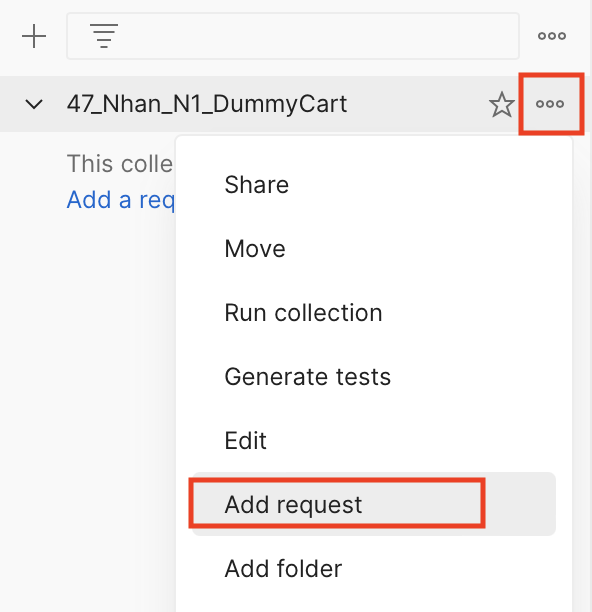 47_Nhan_N1_DummyCart
This colle
Add a req
Share
Move
Run collection
Generate tests
Edit
Add request
Add folder